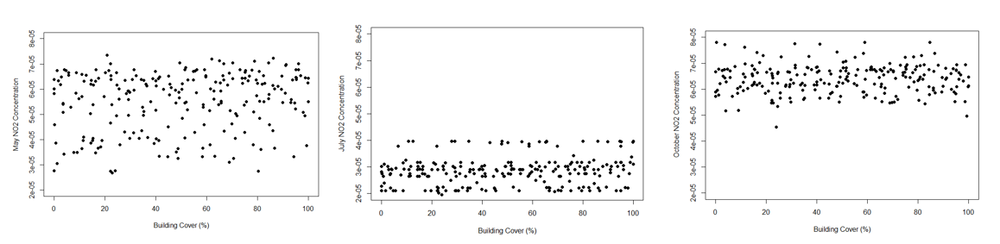 May NO2 Concentration
2e-05 3e-05 4e-05 5e-05 6e-05 7e-05 8e-05
0 20 40 60 80 100
Building Cover (%)
July NO2 Concentration
2e-05 3e-05 4e-05 5e-05 6e-05 7e-05 8e-05
0 20 40 60 80 100
Building Cover (%)
October NO2 Concentration
2e-05 3e-05 4e-05 5e-05 6e-05 7e-05 8e-05
0 20 40 60 80 100
Building Cover (%)